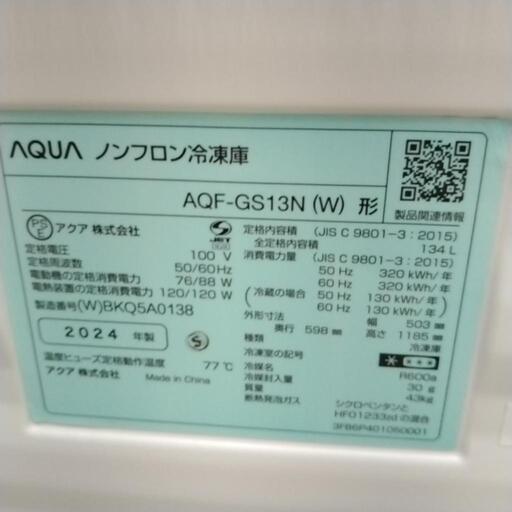 AQUA ノンフロン冷凍庫
AQF-GS13N (W) 形
製品関連情報
PS E アクア 株式会社
JET
定格電圧 100 V
定格周波数 50/60Hz
電動機の定格消費電力 76/88 W
電熱装置の定格消費電力 120/120 W
製造番号(W)BKQ5A0138
2024 年製
S
温度ヒューズ定格動作温度 77℃
アクア 株式会社 Made in China
定格内容積 (JIS C 9801-3:2015)
全定格内容積 134 L
消費電力量 (JIS C 9801-3:2015)
50 Hz 320 kWh/年
60 Hz 320 kWh/年
(冷蔵の場合 50 Hz 130 kWh/年
60 Hz 130 kWh/年)
外形寸法 幅 503 mm
奥行 598 mm 高さ 1185 mm
種類 冷凍庫
冷凍室の記号
冷媒名 R600a
冷媒封入量 30 g
質量 43kg
断熱発泡ガス シクロペンタンと
HFO1233zdの混合
3FB6P401050001